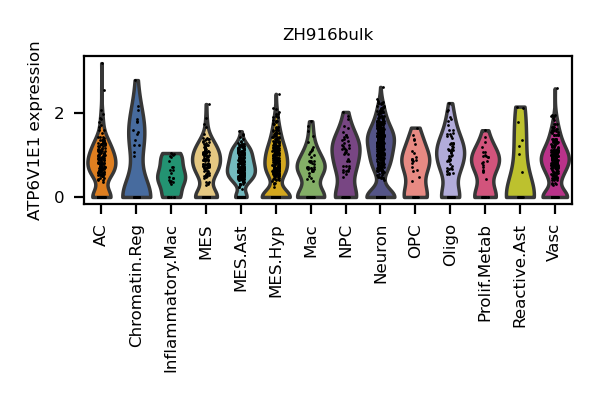 ZH916bulk
ATP6V1E1 expression
2
0
AC
Chromatin.Reg
Inflammatory.Mac
MES
MES.Ast
MES.Hyp
Mac
NPC
Neuron
OPC
Oligo
Prolif.Metab
Reactive.Ast
Vasc